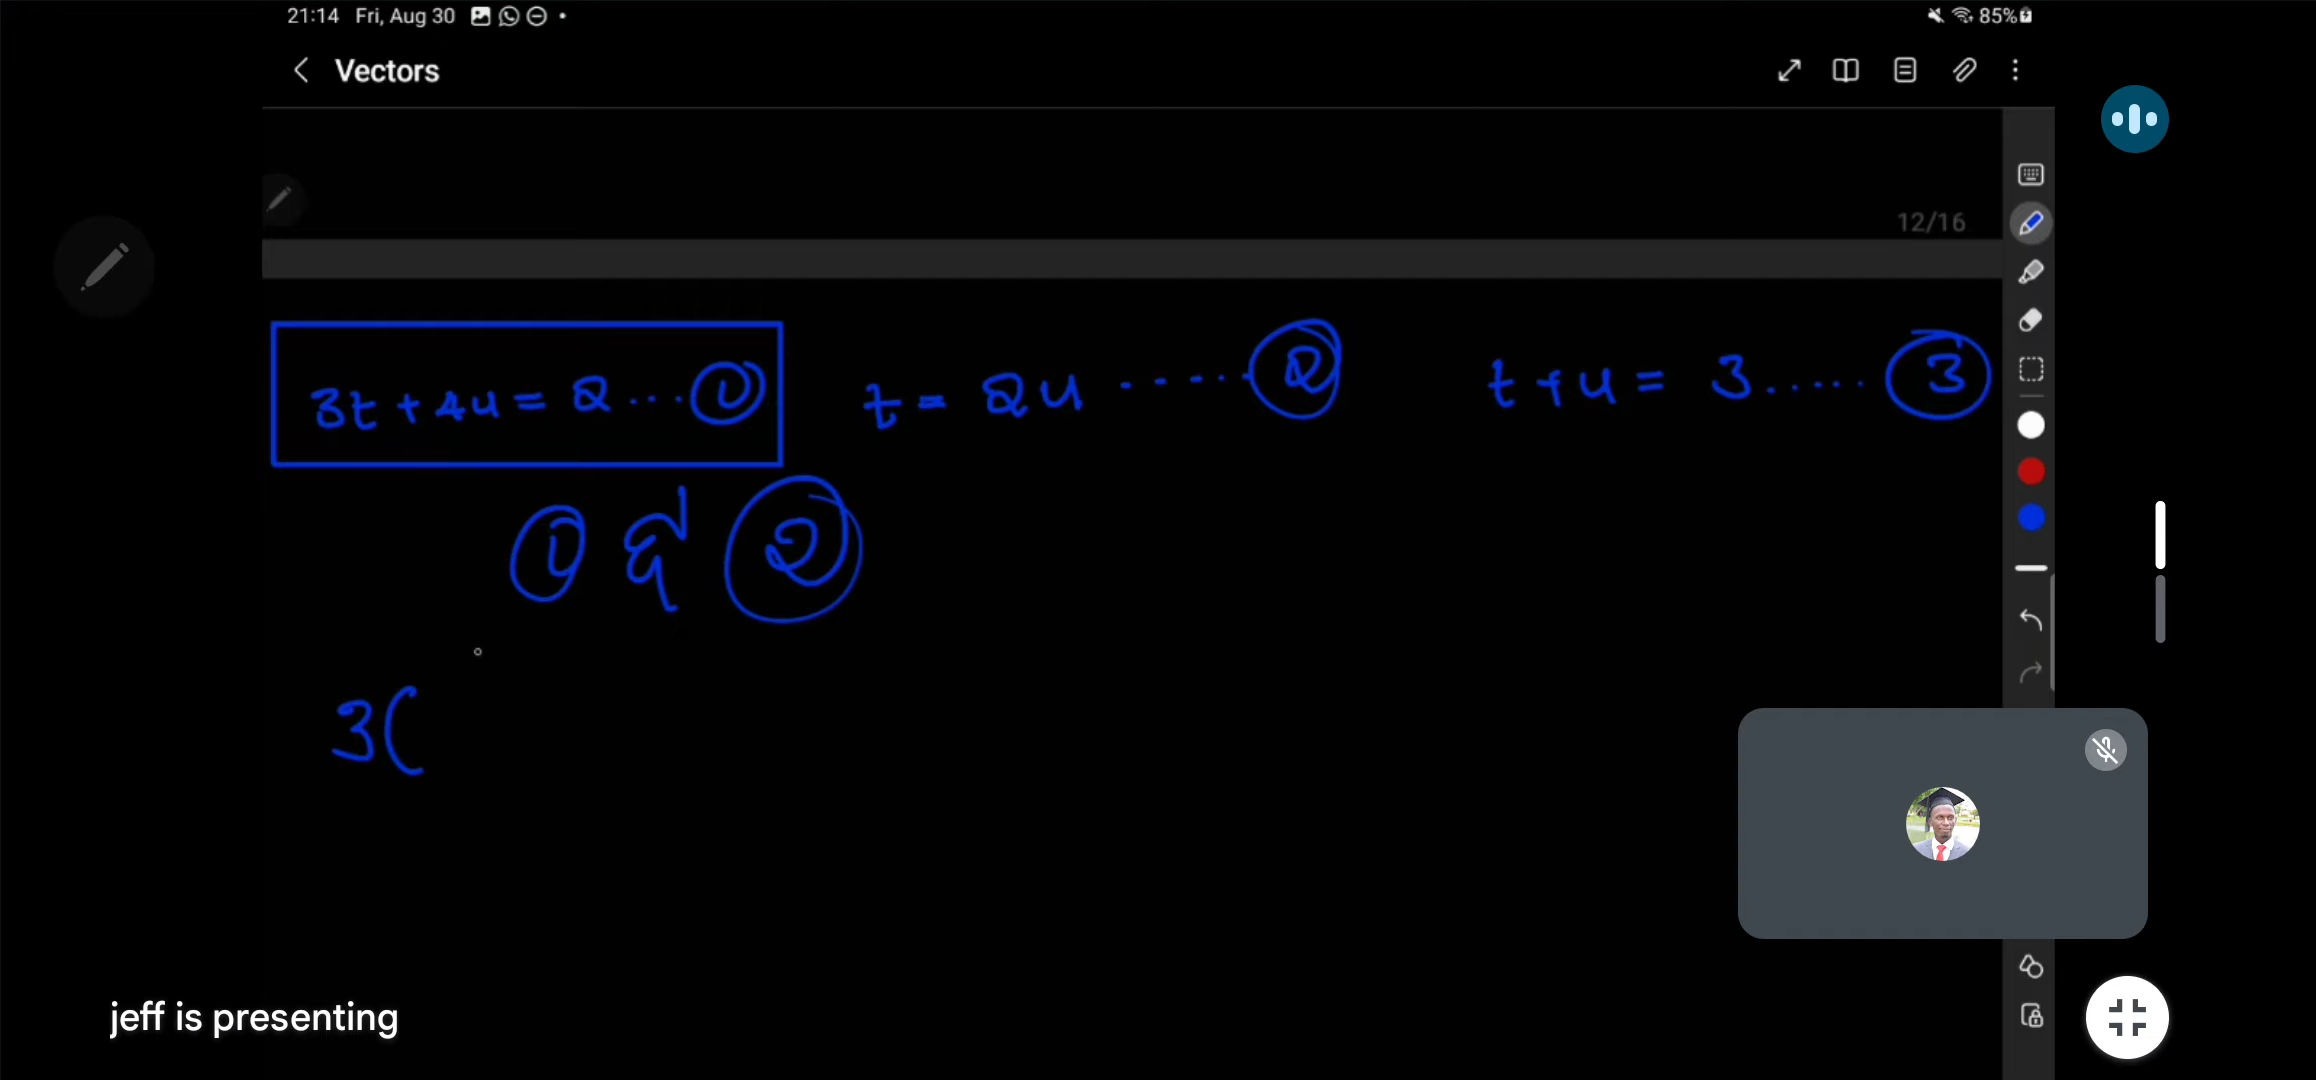 21:14 Fri, Aug 30
85%
Vectors
12/16
3t + 4u = 2 ... ① t = 2u ..... ② t + u = 3 ..... ③
① & ②
3(
jeff is presenting